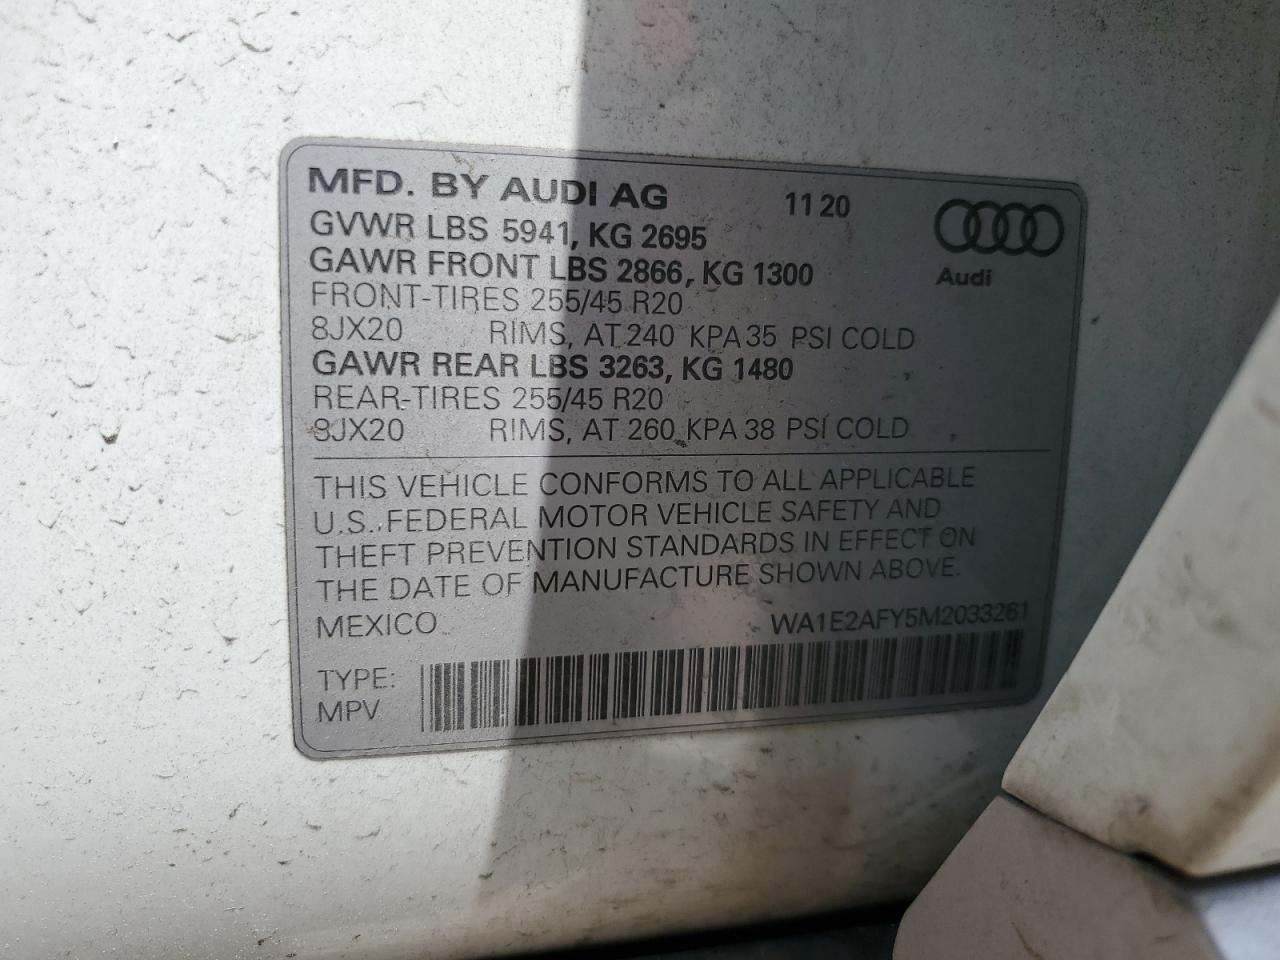 MFD. BY AUDI AG 11 20
GVWR LBS 5941, KG 2695
GAWR FRONT LBS 2866, KG 1300
Audi
FRONT-TIRES 255/45 R20
8JX20 RIMS, AT 240 KPA 35 PSI COLD
GAWR REAR LBS 3263, KG 1480
REAR-TIRES 255/45 R20
8JX20 RIMS, AT 260 KPA 38 PSI COLD
THIS VEHICLE CONFORMS TO ALL APPLICABLE
U.S. FEDERAL MOTOR VEHICLE SAFETY AND
THEFT PREVENTION STANDARDS IN EFFECT ON
THE DATE OF MANUFACTURE SHOWN ABOVE.
MEXICO WA1E2AFY5M2033261
TYPE:
MPV